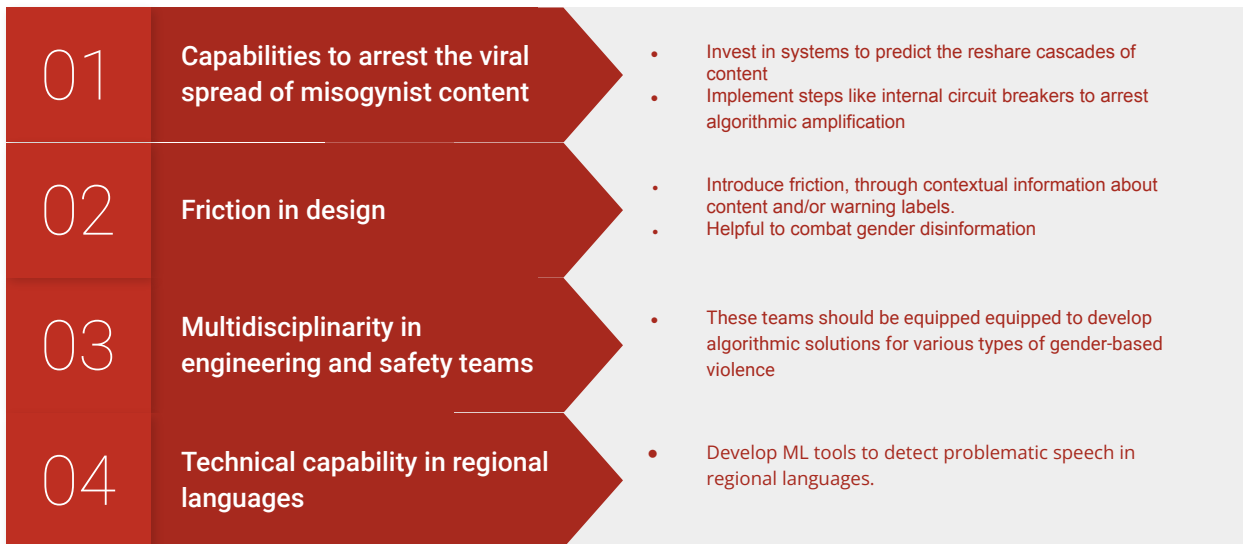 01
Capabilities to arrest the viral
spread of misogynist content
• Invest in systems to predict the reshare cascades of
content
• Implement steps like internal circuit breakers to arrest
algorithmic amplification
02
Friction in design
• Introduce friction, through contextual information about
content and/or warning labels.
• Helpful to combat gender disinformation
03
Multidisciplinarity in
engineering and safety teams
• These teams should be equipped equipped to develop
algorithmic solutions for various types of gender-based
violence
04
Technical capability in regional
languages
• Develop ML tools to detect problematic speech in
regional languages.